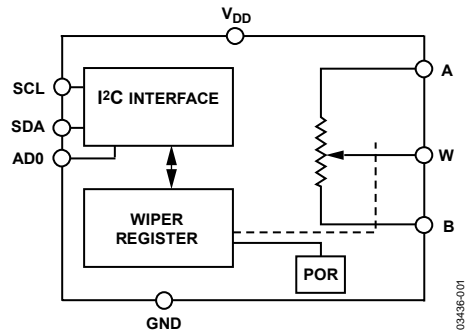 VDD
SCL
SDA
AD0
I2C INTERFACE
A
W
B
WIPER
REGISTER
POR
GND
03436-001